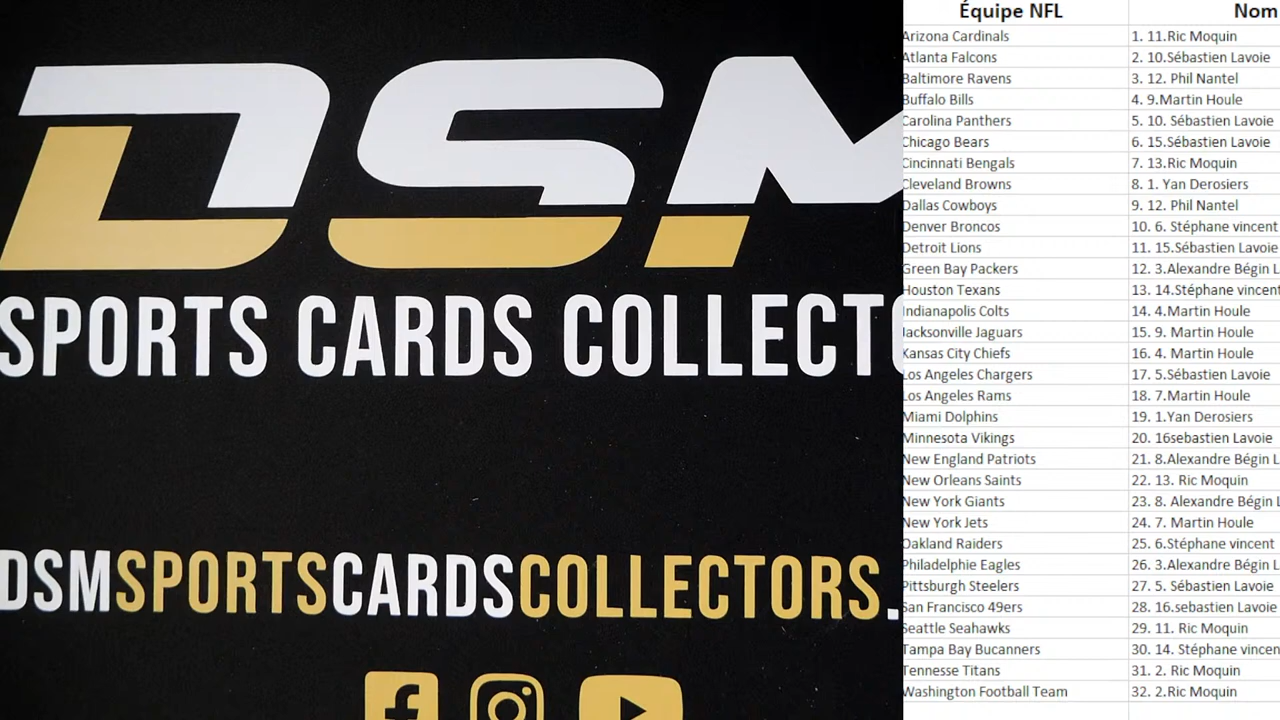 DSM
SPORTS CARDS COLLECTO
DSMSPORTSCARDSCOLLECTORS.
Équipe NFL Nom
Arizona Cardinals 1. 11.Ric Moquin
Atlanta Falcons 2. 10.Sébastien Lavoie
Baltimore Ravens 3. 12. Phil Nantel
Buffalo Bills 4. 9.Martin Houle
Carolina Panthers 5. 10. Sébastien Lavoie
Chicago Bears 6. 15.Sébastien Lavoie
Cincinnati Bengals 7. 13.Ric Moquin
Cleveland Browns 8. 1. Yan Derosiers
Dallas Cowboys 9. 12. Phil Nantel
Denver Broncos 10. 6. Stéphane vincent
Detroit Lions 11. 15.Sébastien Lavoie
Green Bay Packers 12. 3.Alexandre Bégin L
Houston Texans 13. 14.Stéphane vincent
Indianapolis Colts 14. 4.Martin Houle
Jacksonville Jaguars 15. 9. Martin Houle
Kansas City Chiefs 16. 4. Martin Houle
Los Angeles Chargers 17. 5.Sébastien Lavoie
Los Angeles Rams 18. 7.Martin Houle
Miami Dolphins 19. 1.Yan Derosiers
Minnesota Vikings 20. 16sebastien Lavoie
New England Patriots 21. 8.Alexandre Bégin L
New Orleans Saints 22. 13. Ric Moquin
New York Giants 23. 8. Alexandre Bégin L
New York Jets 24. 7. Martin Houle
Oakland Raiders 25. 6.Stéphane vincent
Philadelphie Eagles 26. 3.Alexandre Bégin L
Pittsburgh Steelers 27. 5. Sébastien Lavoie
San Francisco 49ers 28. 16.sebastien Lavoie
Seattle Seahawks 29. 11. Ric Moquin
Tampa Bay Bucanners 30. 14. Stéphane vincen
Tennesse Titans 31. 2. Ric Moquin
Washington Football Team 32. 2.Ric Moquin